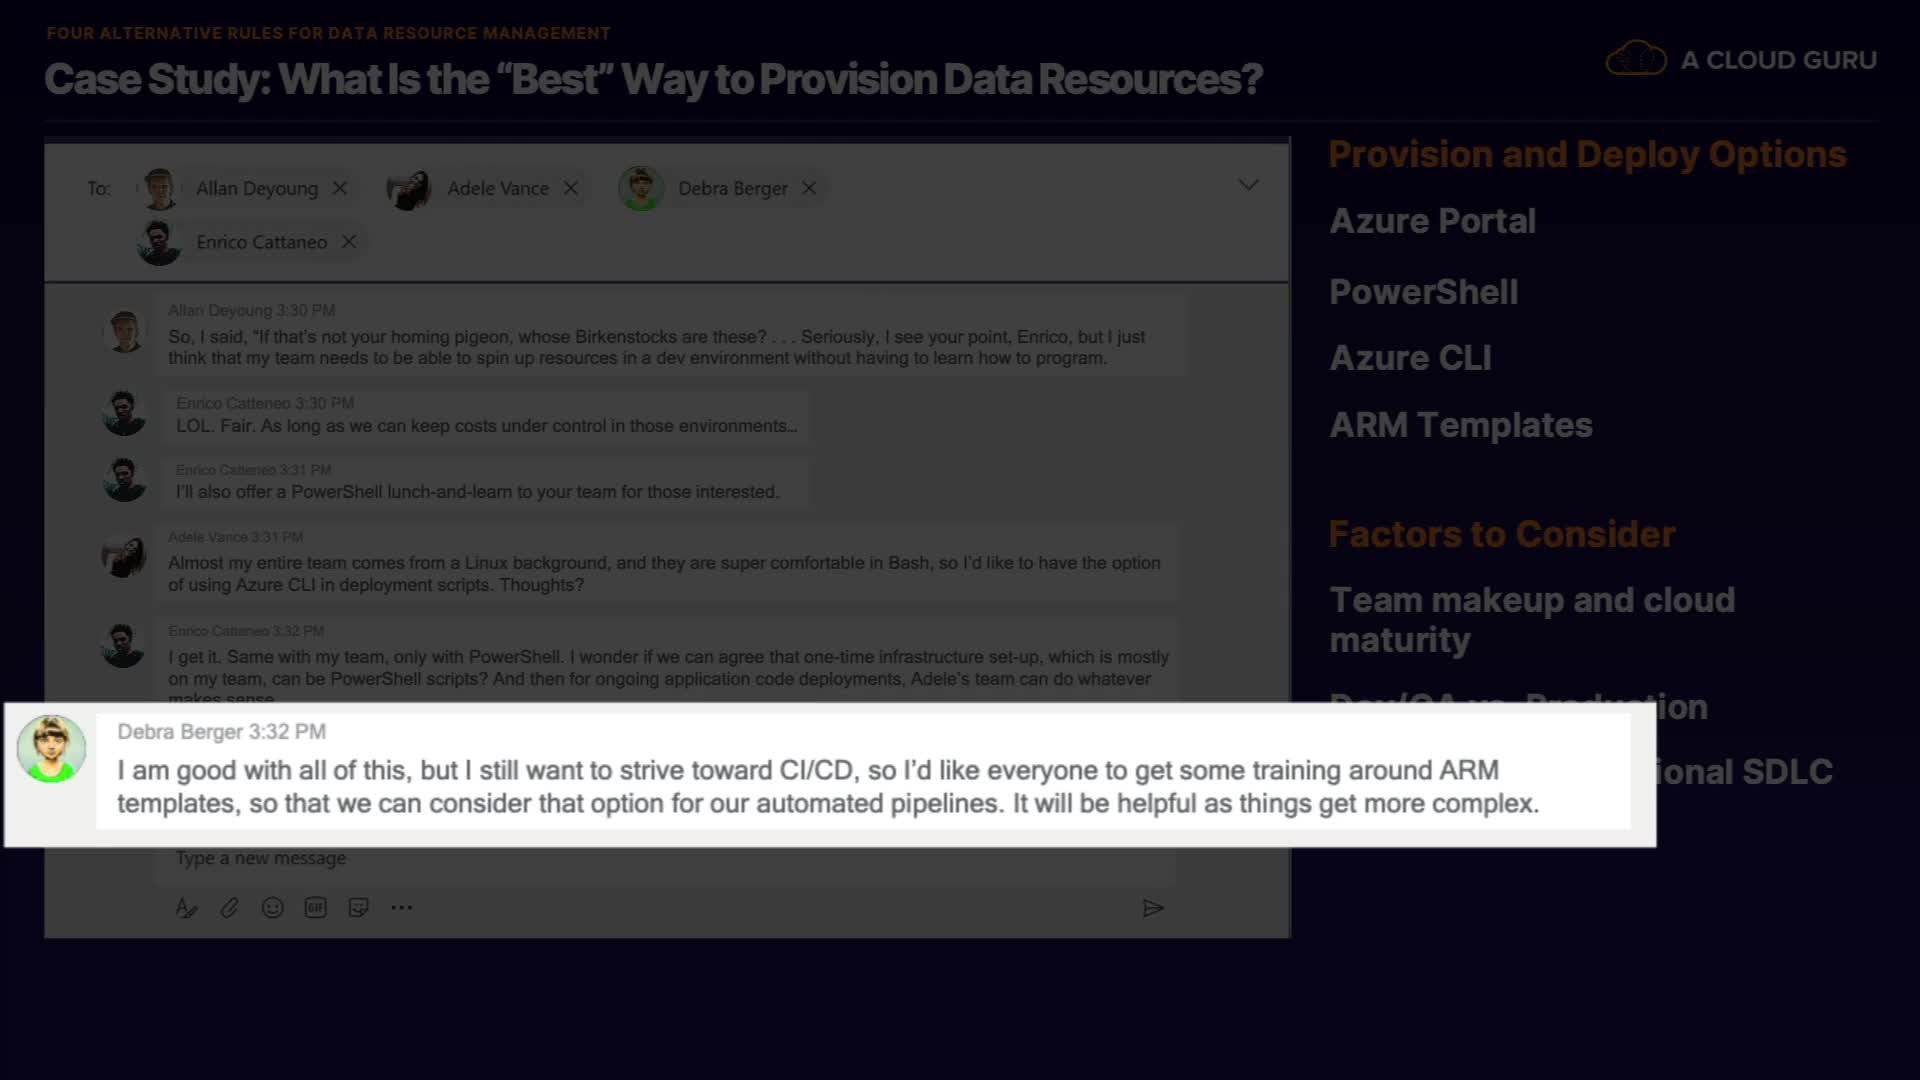 FOUR ALTERNATIVE RULES FOR DATA RESOURCE MANAGEMENT
Case Study: What Is the “Best” Way to Provision Data Resources?
A CLOUD GURU
To:
Allan Deyoung
Adele Vance
Debra Berger
Enrico Cattaneo
Allan Deyoung 3:30 PM
So, I said, “If that’s not your homing pigeon, whose Birkenstocks are these? . . . Seriously, I see your point, Enrico, but I just
think that my team needs to be able to spin up resources in a dev environment without having to learn how to program.
Enrico Catteneo 3:30 PM
LOL. Fair. As long as we can keep costs under control in those environments...
Enrico Catteneo 3:31 PM
I’ll also offer a PowerShell lunch-and-learn to your team for those interested.
Adele Vance 3:31 PM
Almost my entire team comes from a Linux background, and they are super comfortable in Bash, so I’d like to have the option
of using Azure CLI in deployment scripts. Thoughts?
Enrico Catteneo 3:32 PM
I get it. Same with my team, only with PowerShell. I wonder if we can agree that one-time infrastructure set-up, which is mostly
on my team, can be PowerShell scripts? And then for ongoing application code deployments, Adele’s team can do whatever
makes sense
Debra Berger 3:32 PM
I am good with all of this, but I still want to strive toward CI/CD, so I’d like everyone to get some training around ARM
templates, so that we can consider that option for our automated pipelines. It will be helpful as things get more complex.
Type a new message
GIF
Provision and Deploy Options
Azure Portal
PowerShell
Azure CLI
ARM Templates
Factors to Consider
Team makeup and cloud
maturity
Dev/QA vs. Production
ional SDLC